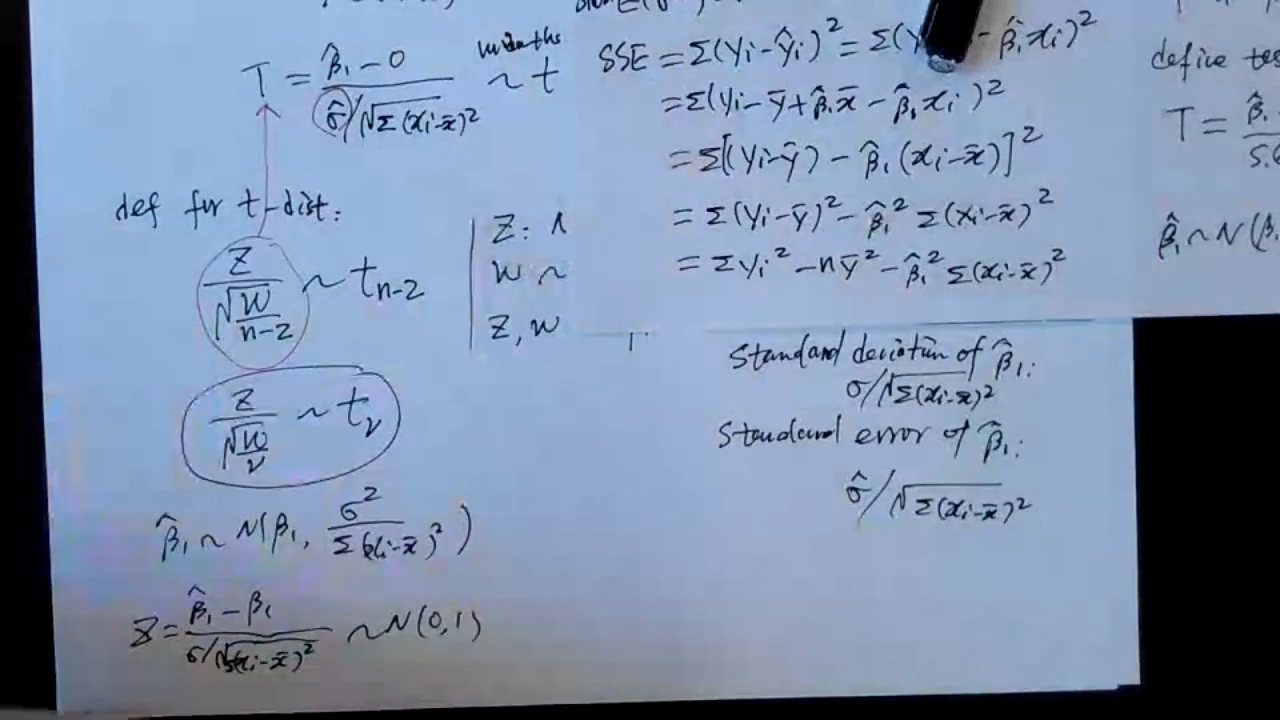 T = (β̂₁ - 0) / (σ̂/√Σ(xᵢ-x̄)²) ~ t
def for t-dist:
Z / √(W/(n-2)) ~ tₙ₋₂
Z:
W ~
Z, W
Z / √(W/ν) ~ t_ν
β̂₁ ~ N(β₁, σ²/Σ(xᵢ-x̄)²)
Z = (β̂₁ - β₁) / (σ/√Σ(xᵢ-x̄)²) ~ N(0,1)
SSE = Σ(yᵢ-ŷᵢ)² = Σ(y - β̂₁xᵢ)²
= Σ(yᵢ - ȳ + β̂₁x̄ - β̂₁xᵢ)²
= Σ[(yᵢ-ȳ) - β̂₁(xᵢ-x̄)]²
= Σ(yᵢ-ȳ)² - β̂₁² Σ(xᵢ-x̄)²
= Σyᵢ² - nȳ² - β̂₁² Σ(xᵢ-x̄)²
Standard deviation of β̂₁:
σ/√Σ(xᵢ-x̄)²
Standard error of β̂₁:
σ̂/√Σ(xᵢ-x̄)²
define
T = β̂
β̂₁ ~ N(β